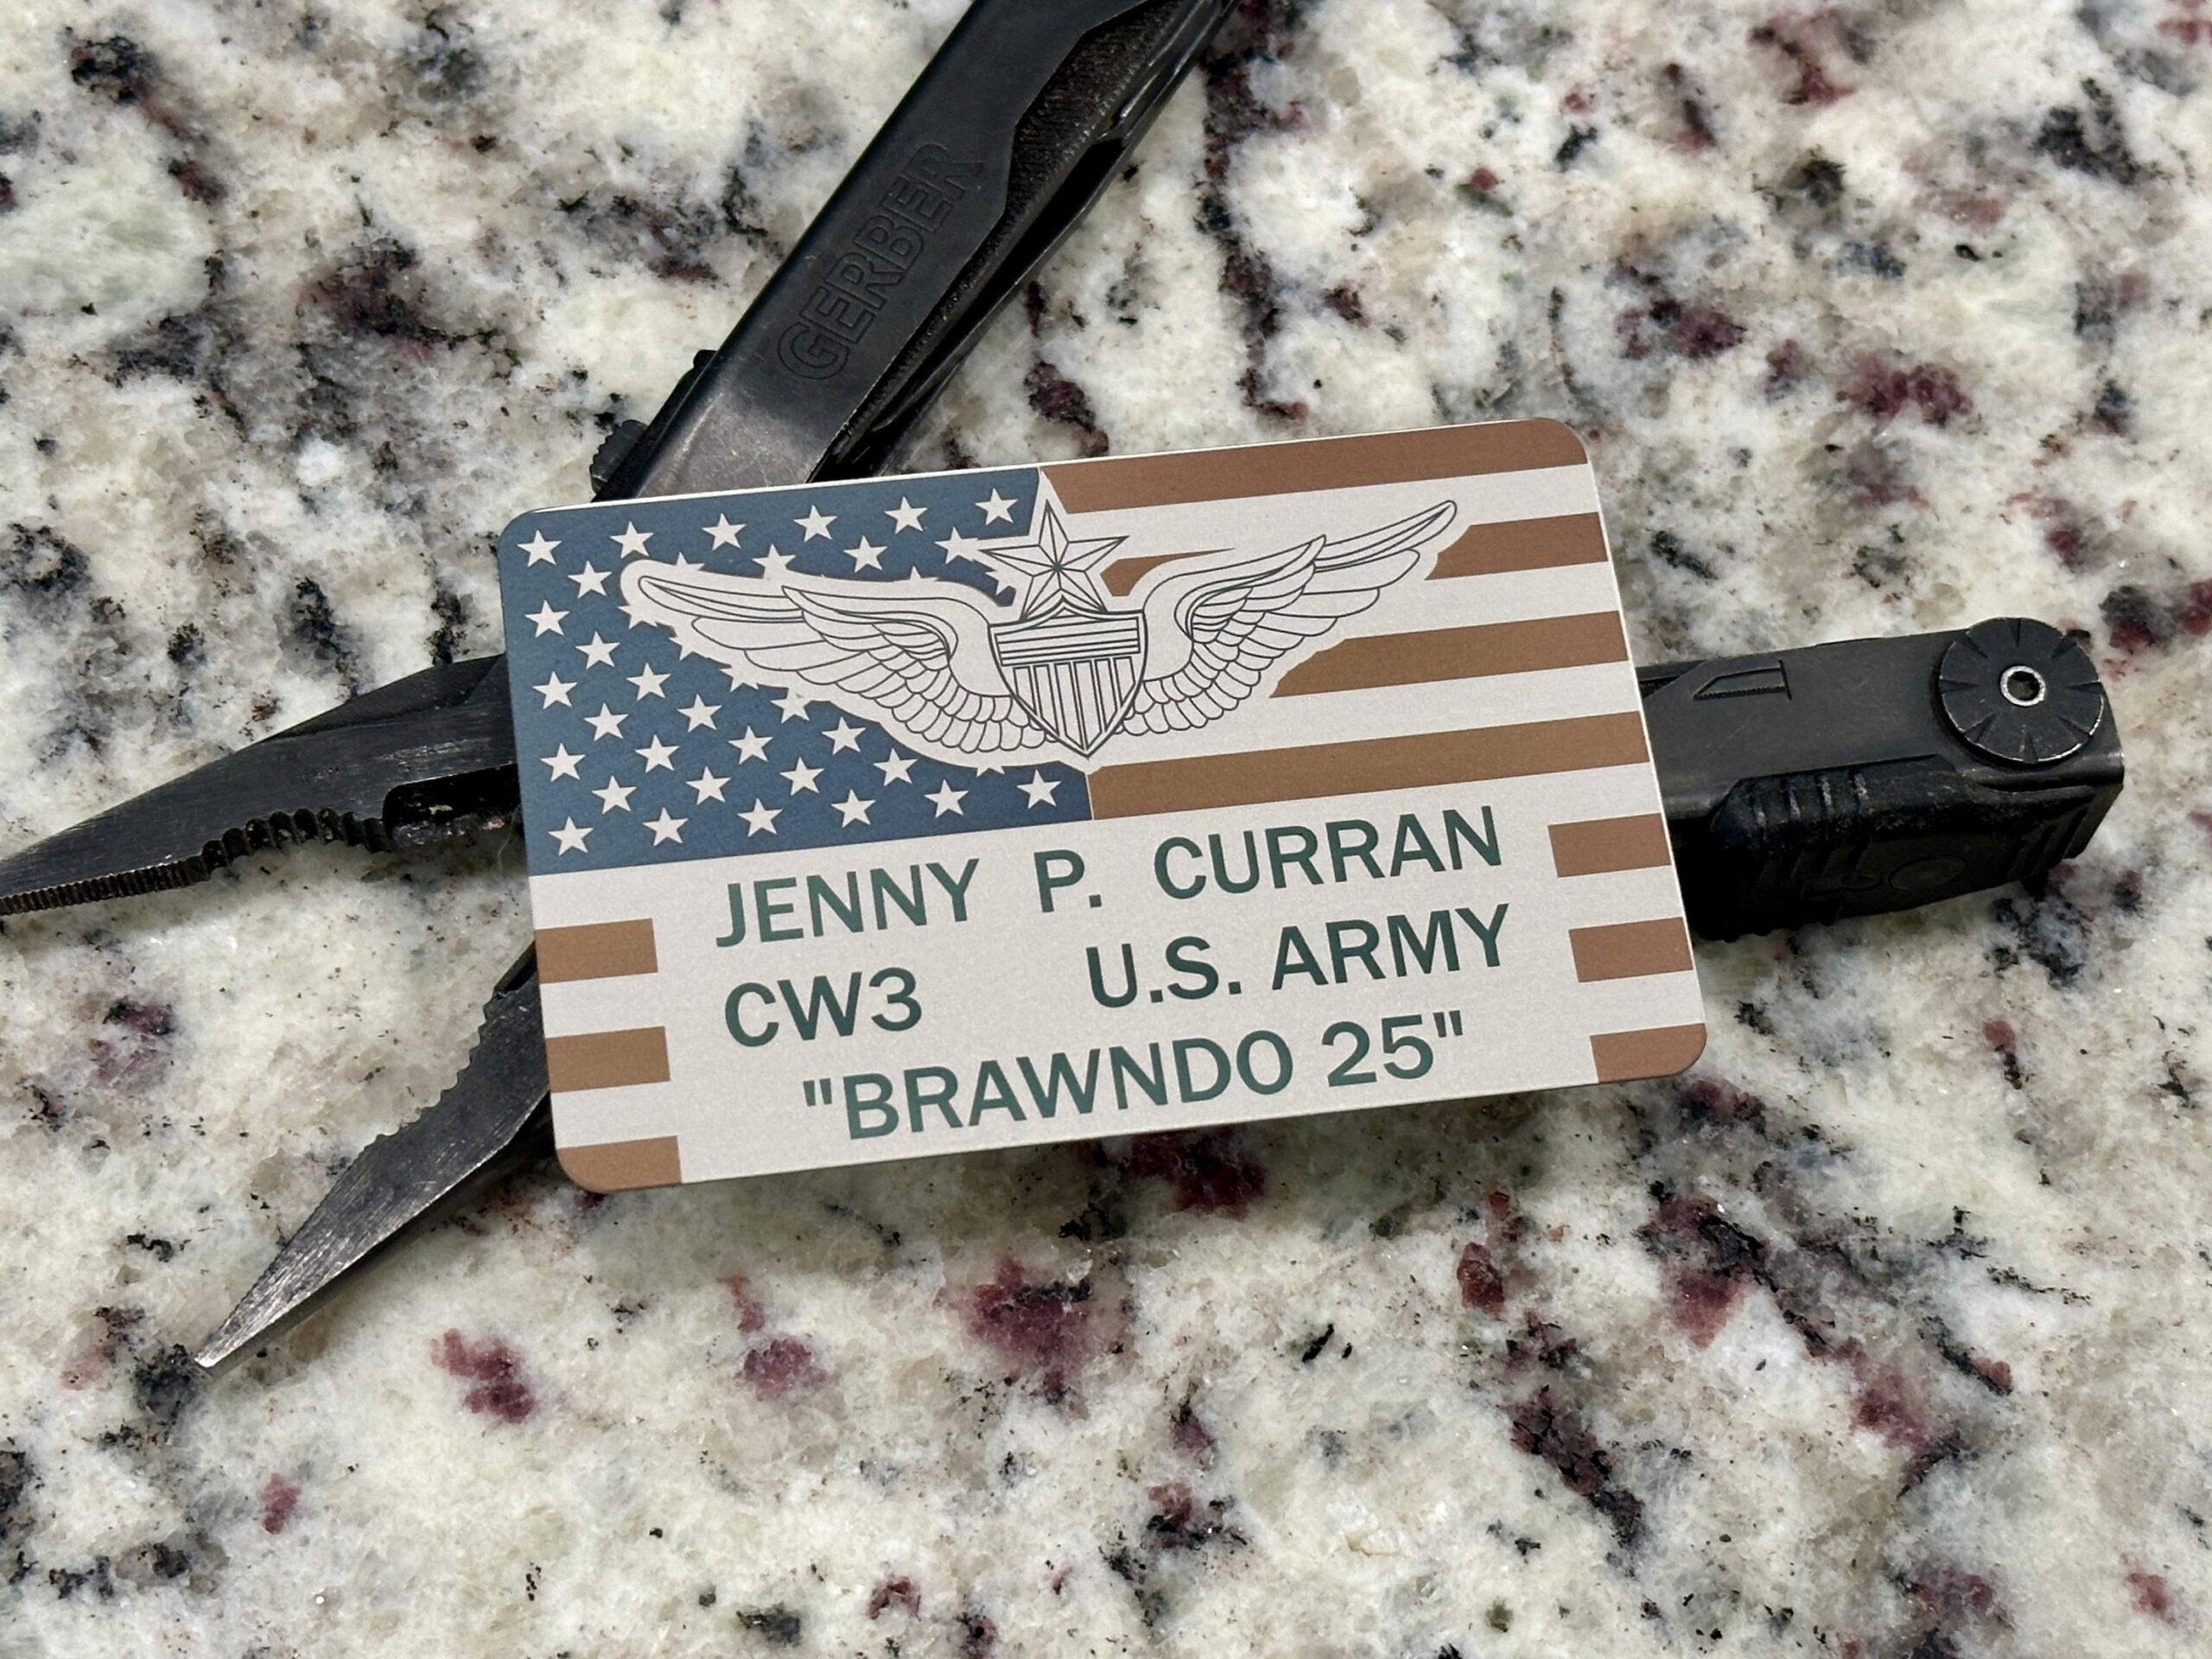 GERBER
JENNY P. CURRAN
CW3 U.S. ARMY
"BRAWNDO 25"